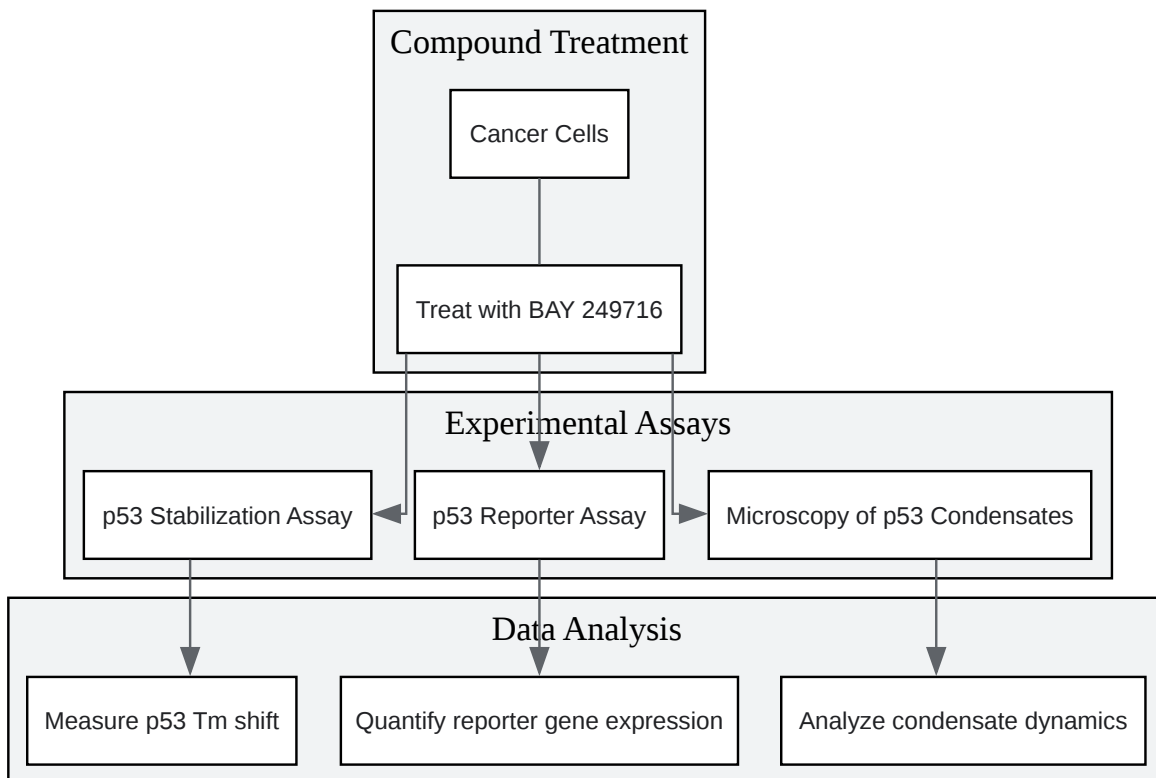 Compound Treatment
Cancer Cells
Treat with BAY 249716
Experimental Assays
p53 Stabilization Assay
p53 Reporter Assay
Microscopy of p53 Condensates
Data Analysis
Measure p53 Tm shift
Quantify reporter gene expression
Analyze condensate dynamics